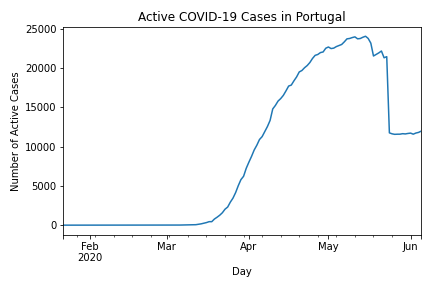 Active COVID-19 Cases in Portugal
25000
20000
15000
10000
5000
0
Number of Active Cases
Feb
2020
Mar
Apr
May
Jun
Day